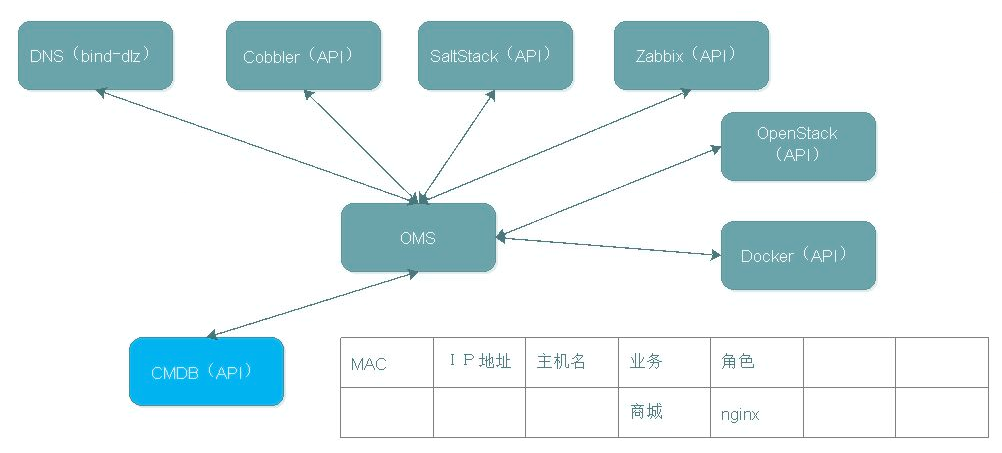 DNS（bind-dlz）
Cobbler（API）
SaltStack（API）
Zabbix（API）
OpenStack
（API）
OMS
Docker（API）
CMDB（API）
MAC ＩＰ地址 主机名 业务 角色
商城 nginx